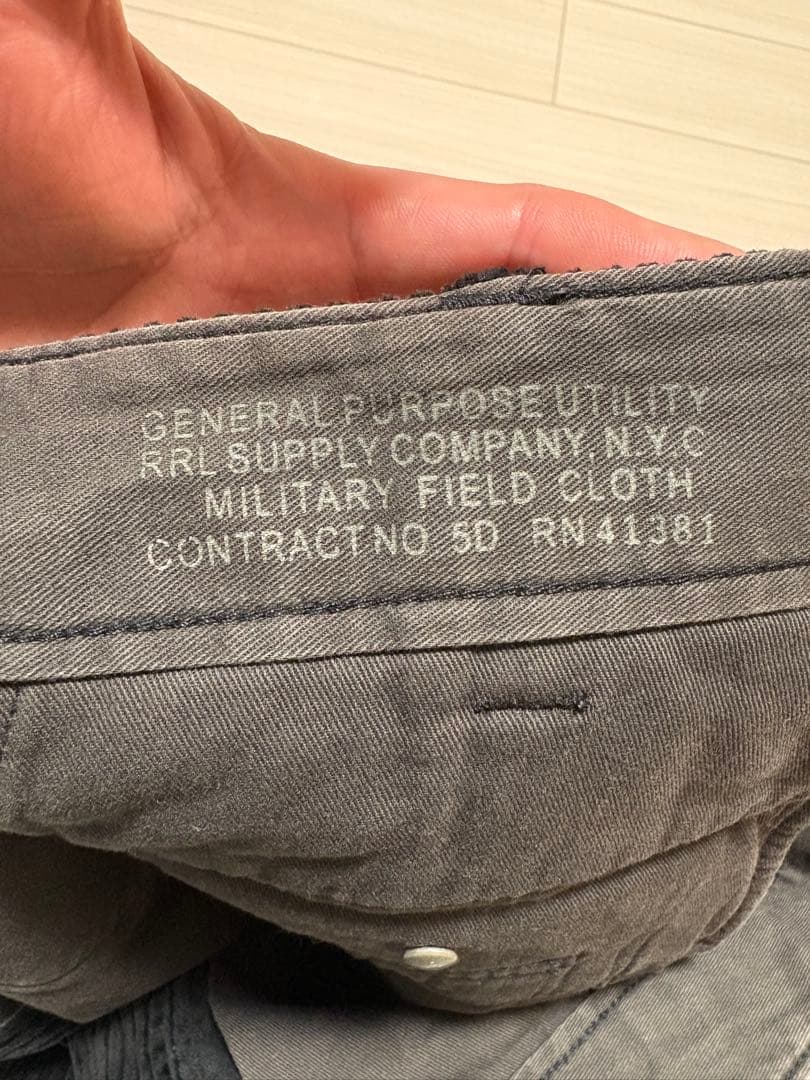 GENERAL PURPOSE UTILITY
RRL SUPPLY COMPANY, N.Y.C
MILITARY FIELD CLOTH
CONTRACT NO 5D RN 41381